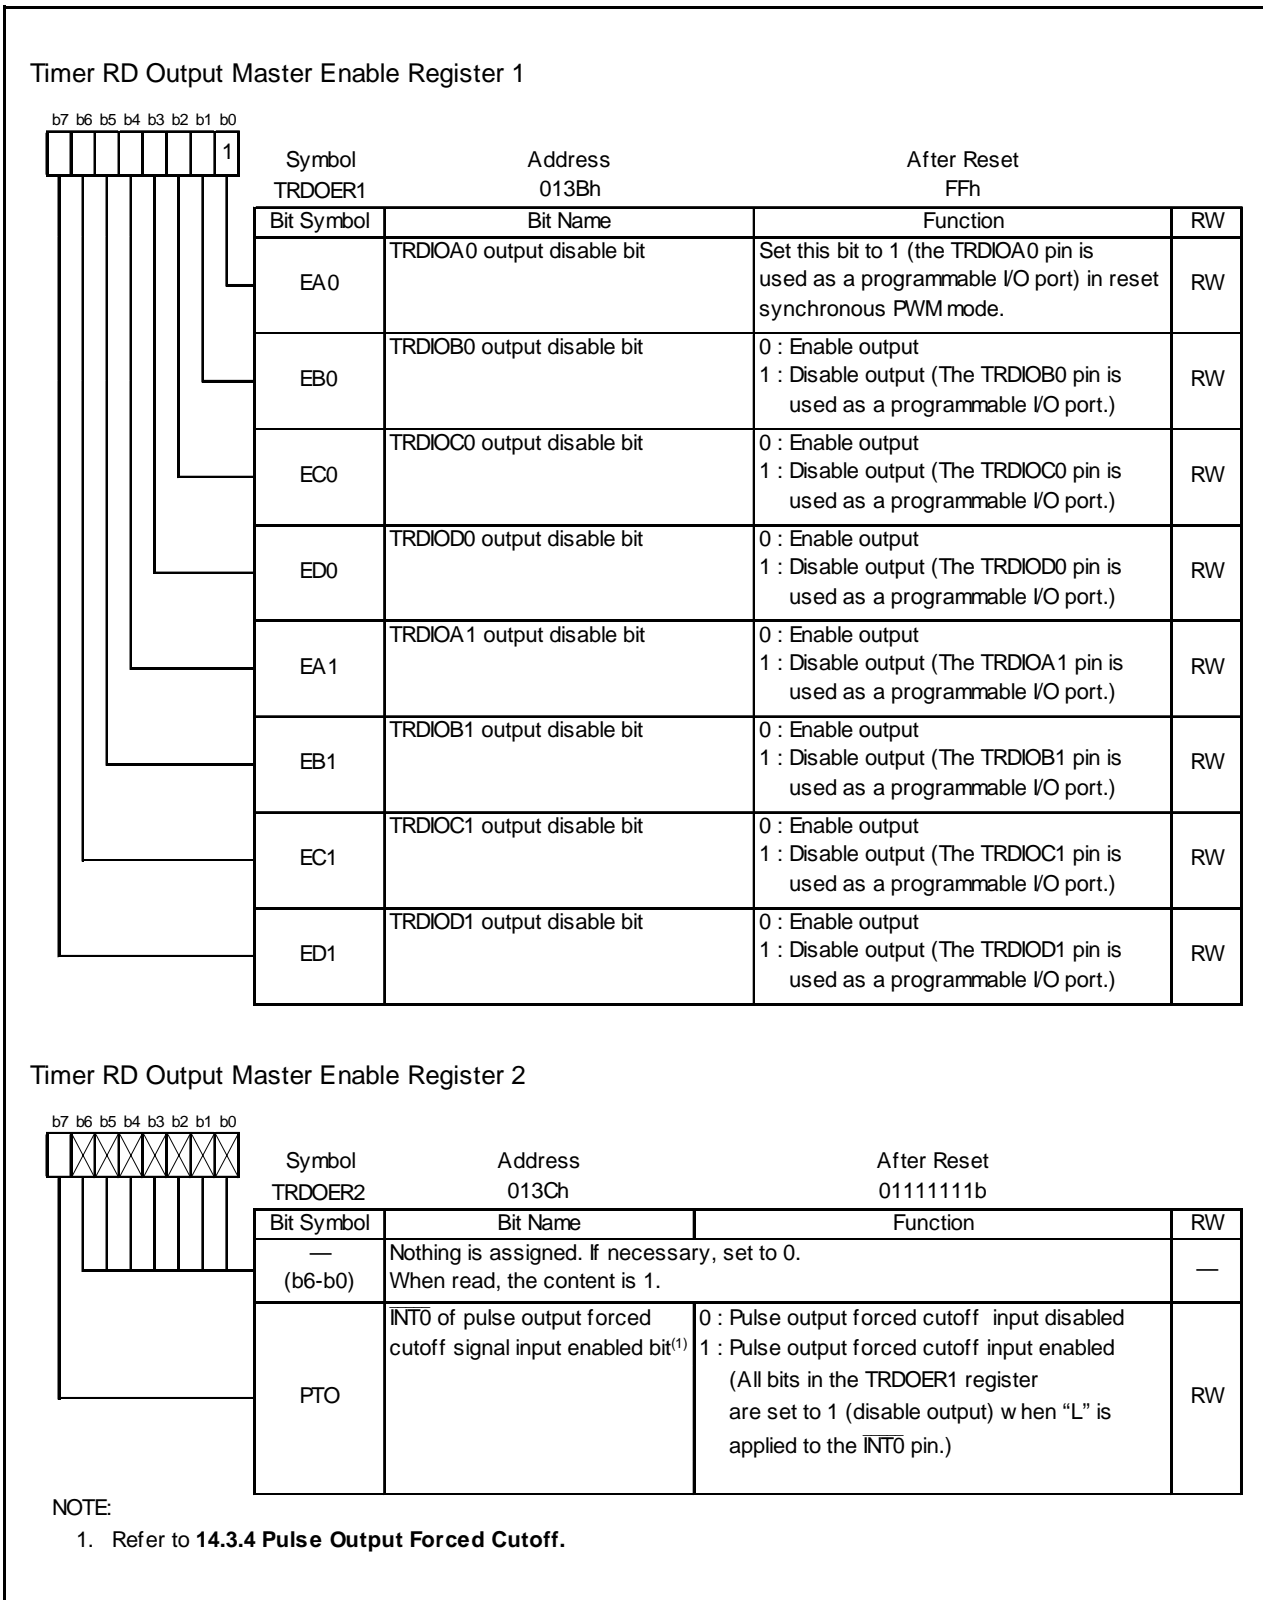 Timer RD Output Master Enable Register 1
b7 b6 b5 b4 b3 b2 b1 b0
1
Symbol Address After Reset
TRDOER1 013Bh FFh
Bit Symbol Bit Name Function RW
EA0 TRDIOA0 output disable bit Set this bit to 1 (the TRDIOA0 pin is
used as a programmable I/O port) in reset
synchronous PWM mode. RW
EB0 TRDIOB0 output disable bit 0 : Enable output
1 : Disable output (The TRDIOB0 pin is
used as a programmable I/O port.) RW
EC0 TRDIOC0 output disable bit 0 : Enable output
1 : Disable output (The TRDIOC0 pin is
used as a programmable I/O port.) RW
ED0 TRDIOD0 output disable bit 0 : Enable output
1 : Disable output (The TRDIOD0 pin is
used as a programmable I/O port.) RW
EA1 TRDIOA1 output disable bit 0 : Enable output
1 : Disable output (The TRDIOA1 pin is
used as a programmable I/O port.) RW
EB1 TRDIOB1 output disable bit 0 : Enable output
1 : Disable output (The TRDIOB1 pin is
used as a programmable I/O port.) RW
EC1 TRDIOC1 output disable bit 0 : Enable output
1 : Disable output (The TRDIOC1 pin is
used as a programmable I/O port.) RW
ED1 TRDIOD1 output disable bit 0 : Enable output
1 : Disable output (The TRDIOD1 pin is
used as a programmable I/O port.) RW
Timer RD Output Master Enable Register 2
b7 b6 b5 b4 b3 b2 b1 b0
Symbol Address After Reset
TRDOER2 013Ch 01111111b
Bit Symbol Bit Name Function RW
— Nothing is assigned. If necessary, set to 0.
(b6-b0) When read, the content is 1. —
INT0 of pulse output forced 0 : Pulse output forced cutoff input disabled
cutoff signal input enabled bit(1) 1 : Pulse output forced cutoff input enabled
(All bits in the TRDOER1 register
PTO are set to 1 (disable output) when “L” is RW
applied to the INT0 pin.)
NOTE:
1. Refer to 14.3.4 Pulse Output Forced Cutoff.